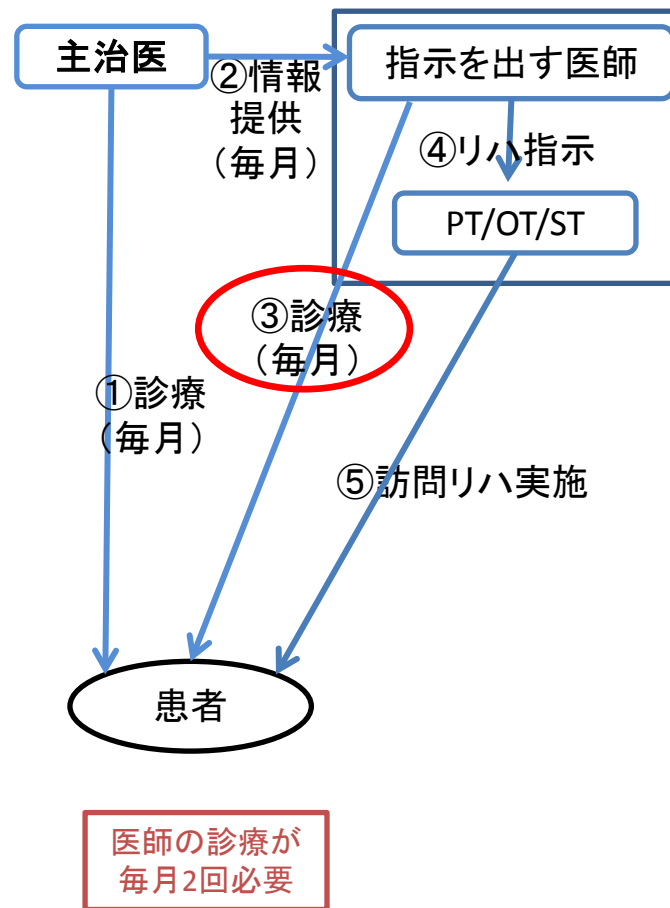 主治医
指示を出す医師
②情報
提供
（毎月）
④リハ指示
PT/OT/ST
③診療
（毎月）
①診療
（毎月）
⑤訪問リハ実施
患者
医師の診療が
毎月2回必要